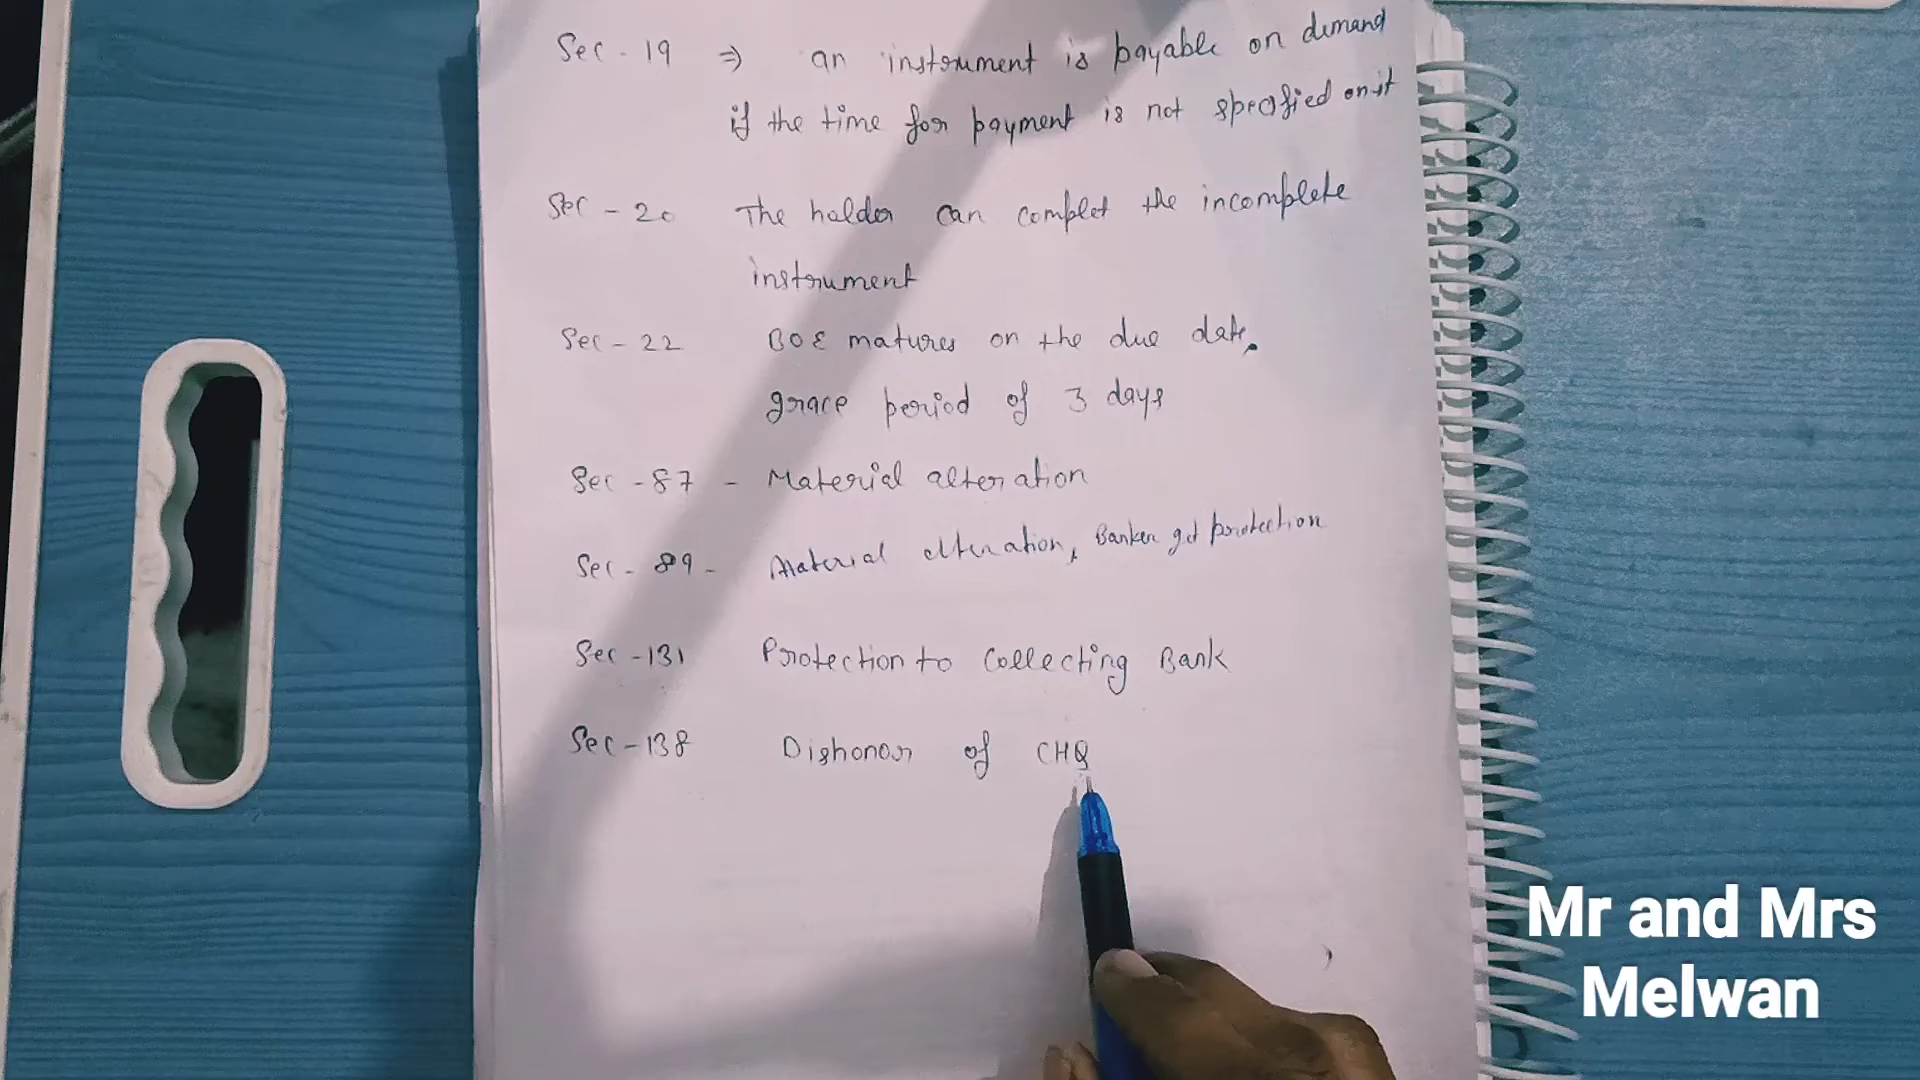 Sec - 19 ⇒ an instrument is payable on demand
if the time for payment is not specified on it
Sec - 20 The holder can complet the incomplete
instrument
Sec - 22 BOE matures on the due date.
grace period of 3 days
Sec - 87 - Material alteration
Sec - 89 - Material alteration, Banker get protection
Sec - 131 Protection to Collecting Bank
Sec - 138 Dishonor of CHQ
Mr and Mrs
Melwan